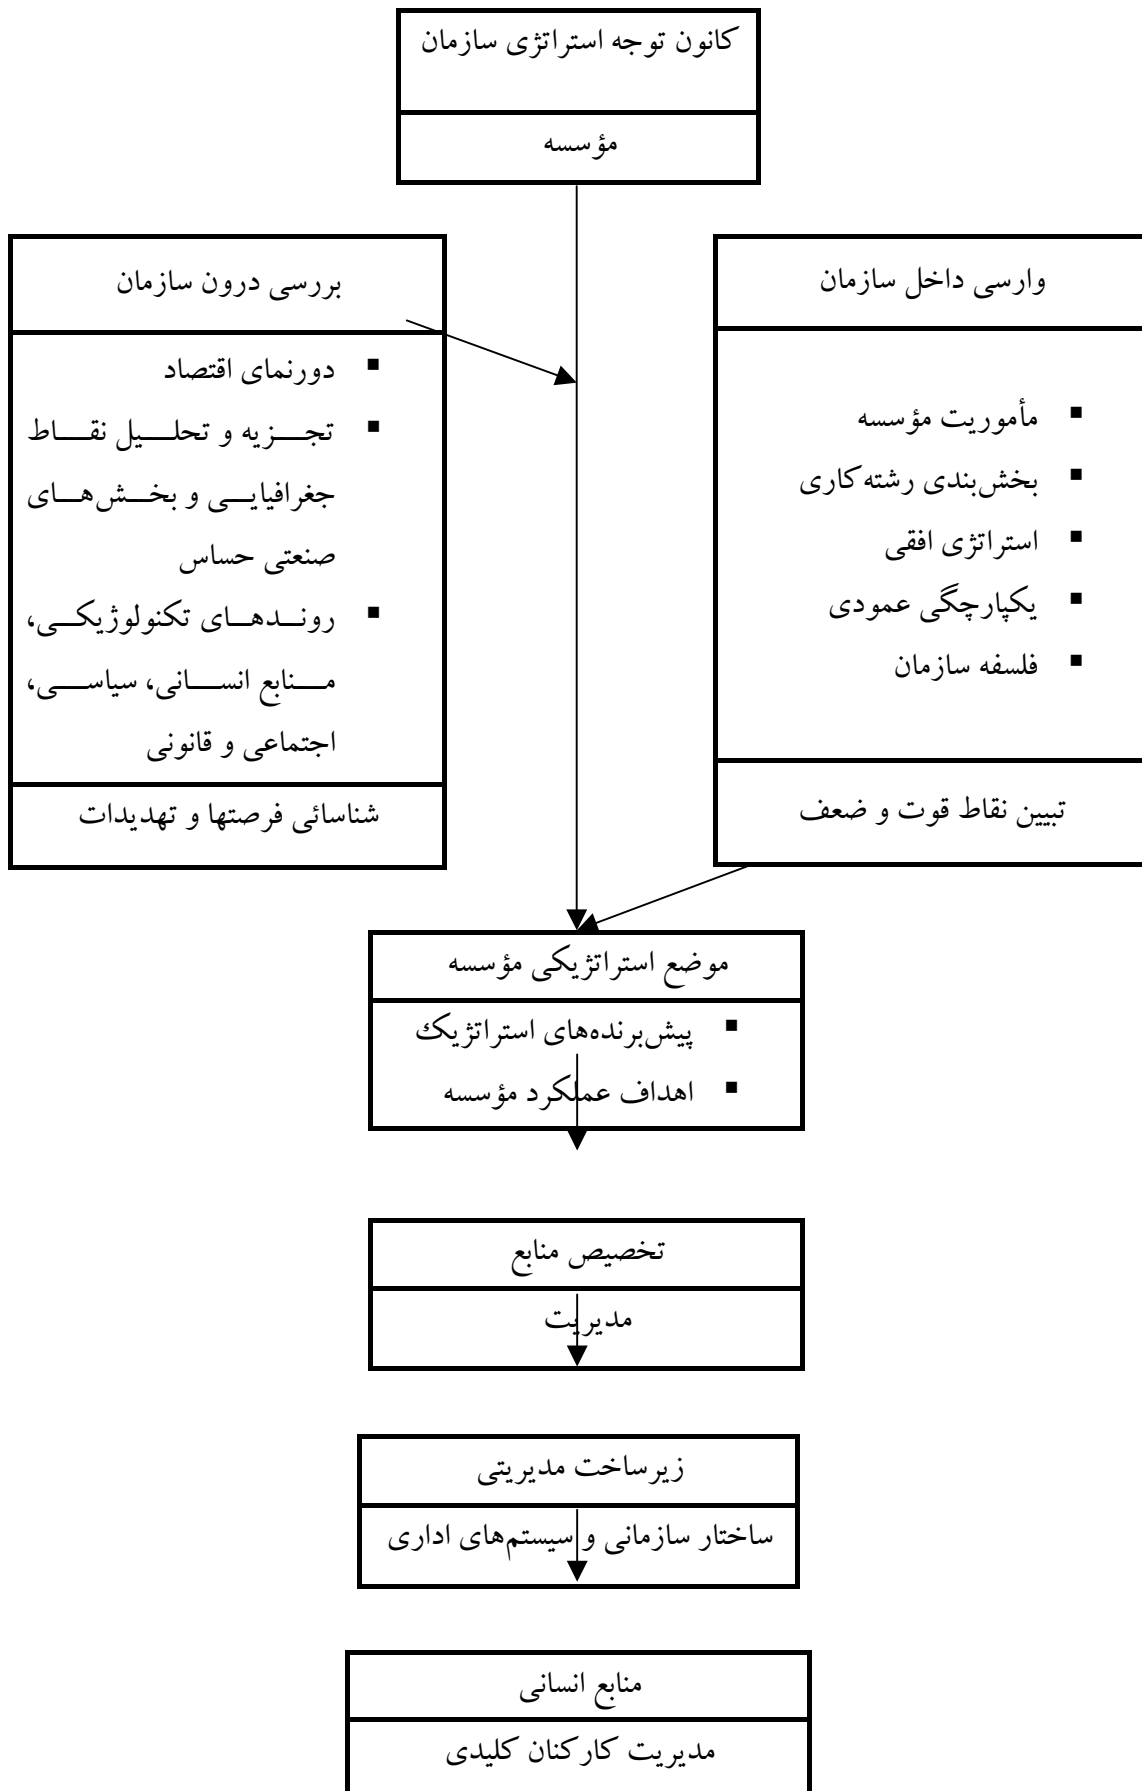 کانون توجه استراتژی سازمان
مؤسسه
وارسی داخل سازمان
▪ مأموریت مؤسسه
▪ بخش‌بندی رشته کاری
▪ استراتژی افقی
▪ یکپارچگی عمودی
▪ فلسفه سازمان
تبیین نقاط قوت و ضعف
بررسی درون سازمان
▪ دورنمای اقتصاد
▪ تجزیه و تحلیل نقاط
جغرافیایی و بخش‌های
صنعتی حساس
▪ روندهای تکنولوژیکی،
منابع انسانی، سیاسی،
اجتماعی و قانونی
شناسائی فرصتها و تهدیدات
موضع استراتژیکی مؤسسه
▪ پیش‌برنده‌های استراتژیک
▪ اهداف عملکرد مؤسسه
تخصیص منابع
مدیریت
زیرساخت مدیریتی
ساختار سازمانی و سیستم‌های اداری
منابع انسانی
مدیریت کارکنان کلیدی